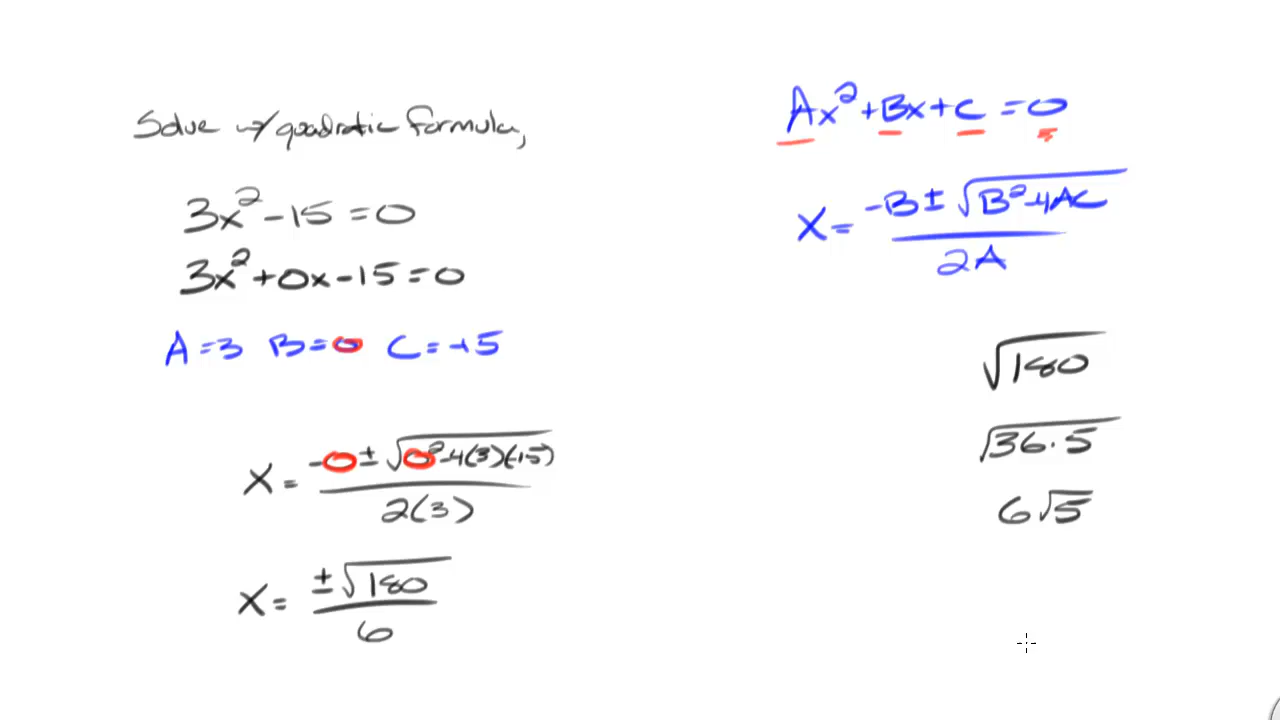 Solve w/ quadratic formula,
3x² - 15 = 0
3x² + 0x - 15 = 0
A = 3 B = 0 C = -15
X = (-0 ± √(0² - 4(3)(-15))) / 2(3)
X = ±√180 / 6
Ax² + Bx + C = 0
X = (-B ± √(B² - 4AC)) / 2A
√180
√36·5
6√5